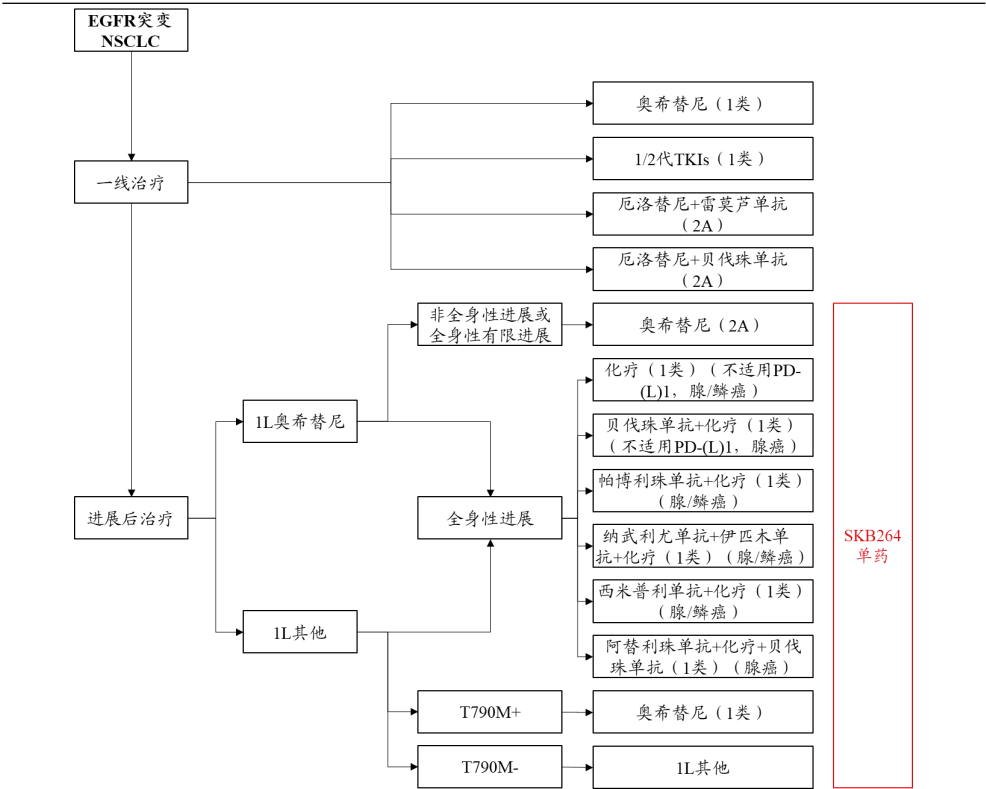 EGFR突变
NSCLC
一线治疗
奥希替尼（1类）
1/2代TKIs（1类）
厄洛替尼+雷莫芦单抗
（2A）
厄洛替尼+贝伐珠单抗
（2A）
进展后治疗
1L奥希替尼
非全身性进展或
全身性有限进展
奥希替尼（2A）
全身性进展
化疗（1类）（不适用PD-
(L)1，腺/鳞癌）
贝伐珠单抗+化疗（1类）
（不适用PD-(L)1，腺癌）
帕博利珠单抗+化疗（1类）
（腺/鳞癌）
纳武利尤单抗+伊匹木单
抗+化疗（1类）（腺/鳞癌）
西米普利单抗+化疗（1类）
（腺/鳞癌）
阿替利珠单抗+化疗+贝伐
珠单抗（1类）（腺癌）
1L其他
T790M+
奥希替尼（1类）
T790M-
1L其他
SKB264
单药